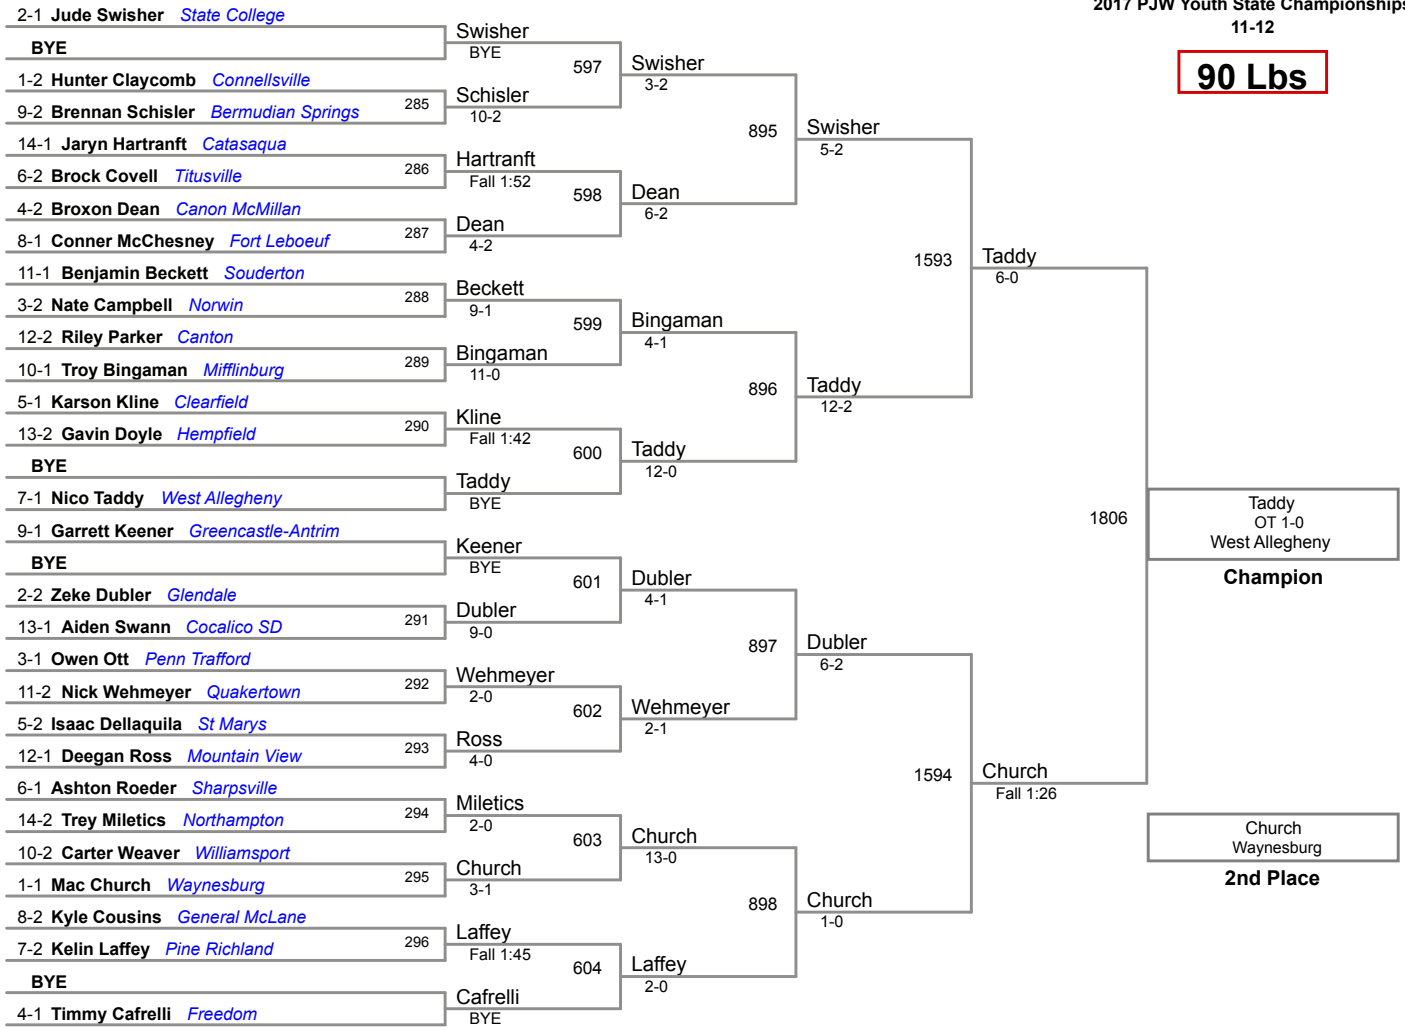 2017 PJW Youth State Championships
11-12
90 Lbs
2-1 Jude Swisher State College
BYE
1-2 Hunter Claycomb Connellsville
9-2 Brennan Schisler Bermudian Springs
14-1 Jaryn Hartranft Catasaqua
6-2 Brock Covell Titusville
4-2 Broxon Dean Canon McMillan
8-1 Conner McChesney Fort Leboeuf
11-1 Benjamin Beckett Souderton
3-2 Nate Campbell Norwin
12-2 Riley Parker Canton
10-1 Troy Bingaman Mifflinburg
5-1 Karson Kline Clearfield
13-2 Gavin Doyle Hempfield
BYE
7-1 Nico Taddy West Allegheny
9-1 Garrett Keener Greencastle-Antrim
BYE
2-2 Zeke Dubler Glendale
13-1 Aiden Swann Cocalico SD
3-1 Owen Ott Penn Trafford
11-2 Nick Wehmeyer Quakertown
5-2 Isaac Dellaquila St Marys
12-1 Deegan Ross Mountain View
6-1 Ashton Roeder Sharpsville
14-2 Trey Miletics Northampton
10-2 Carter Weaver Williamsport
1-1 Mac Church Waynesburg
8-2 Kyle Cousins General McLane
7-2 Kelin Laffey Pine Richland
BYE
4-1 Timmy Cafrelli Freedom
285
286
287
288
289
290
291
292
293
294
295
296
Swisher
BYE
Schisler
10-2
Hartranft
Fall 1:52
Dean
4-2
Beckett
9-1
Bingaman
11-0
Kline
Fall 1:42
Taddy
BYE
Keener
BYE
Dubler
9-0
Wehmeyer
2-0
Ross
4-0
Miletics
2-0
Church
3-1
Laffey
Fall 1:45
Cafrelli
BYE
597
598
599
600
601
602
603
604
Swisher
3-2
Dean
6-2
Bingaman
4-1
Taddy
12-0
Dubler
4-1
Wehmeyer
2-1
Church
13-0
Laffey
2-0
895
896
897
898
Swisher
5-2
Taddy
12-2
Dubler
6-2
Church
1-0
1593
1594
Taddy
6-0
Church
Fall 1:26
1806
Taddy
OT 1-0
West Allegheny
Champion
Church
Waynesburg
2nd Place